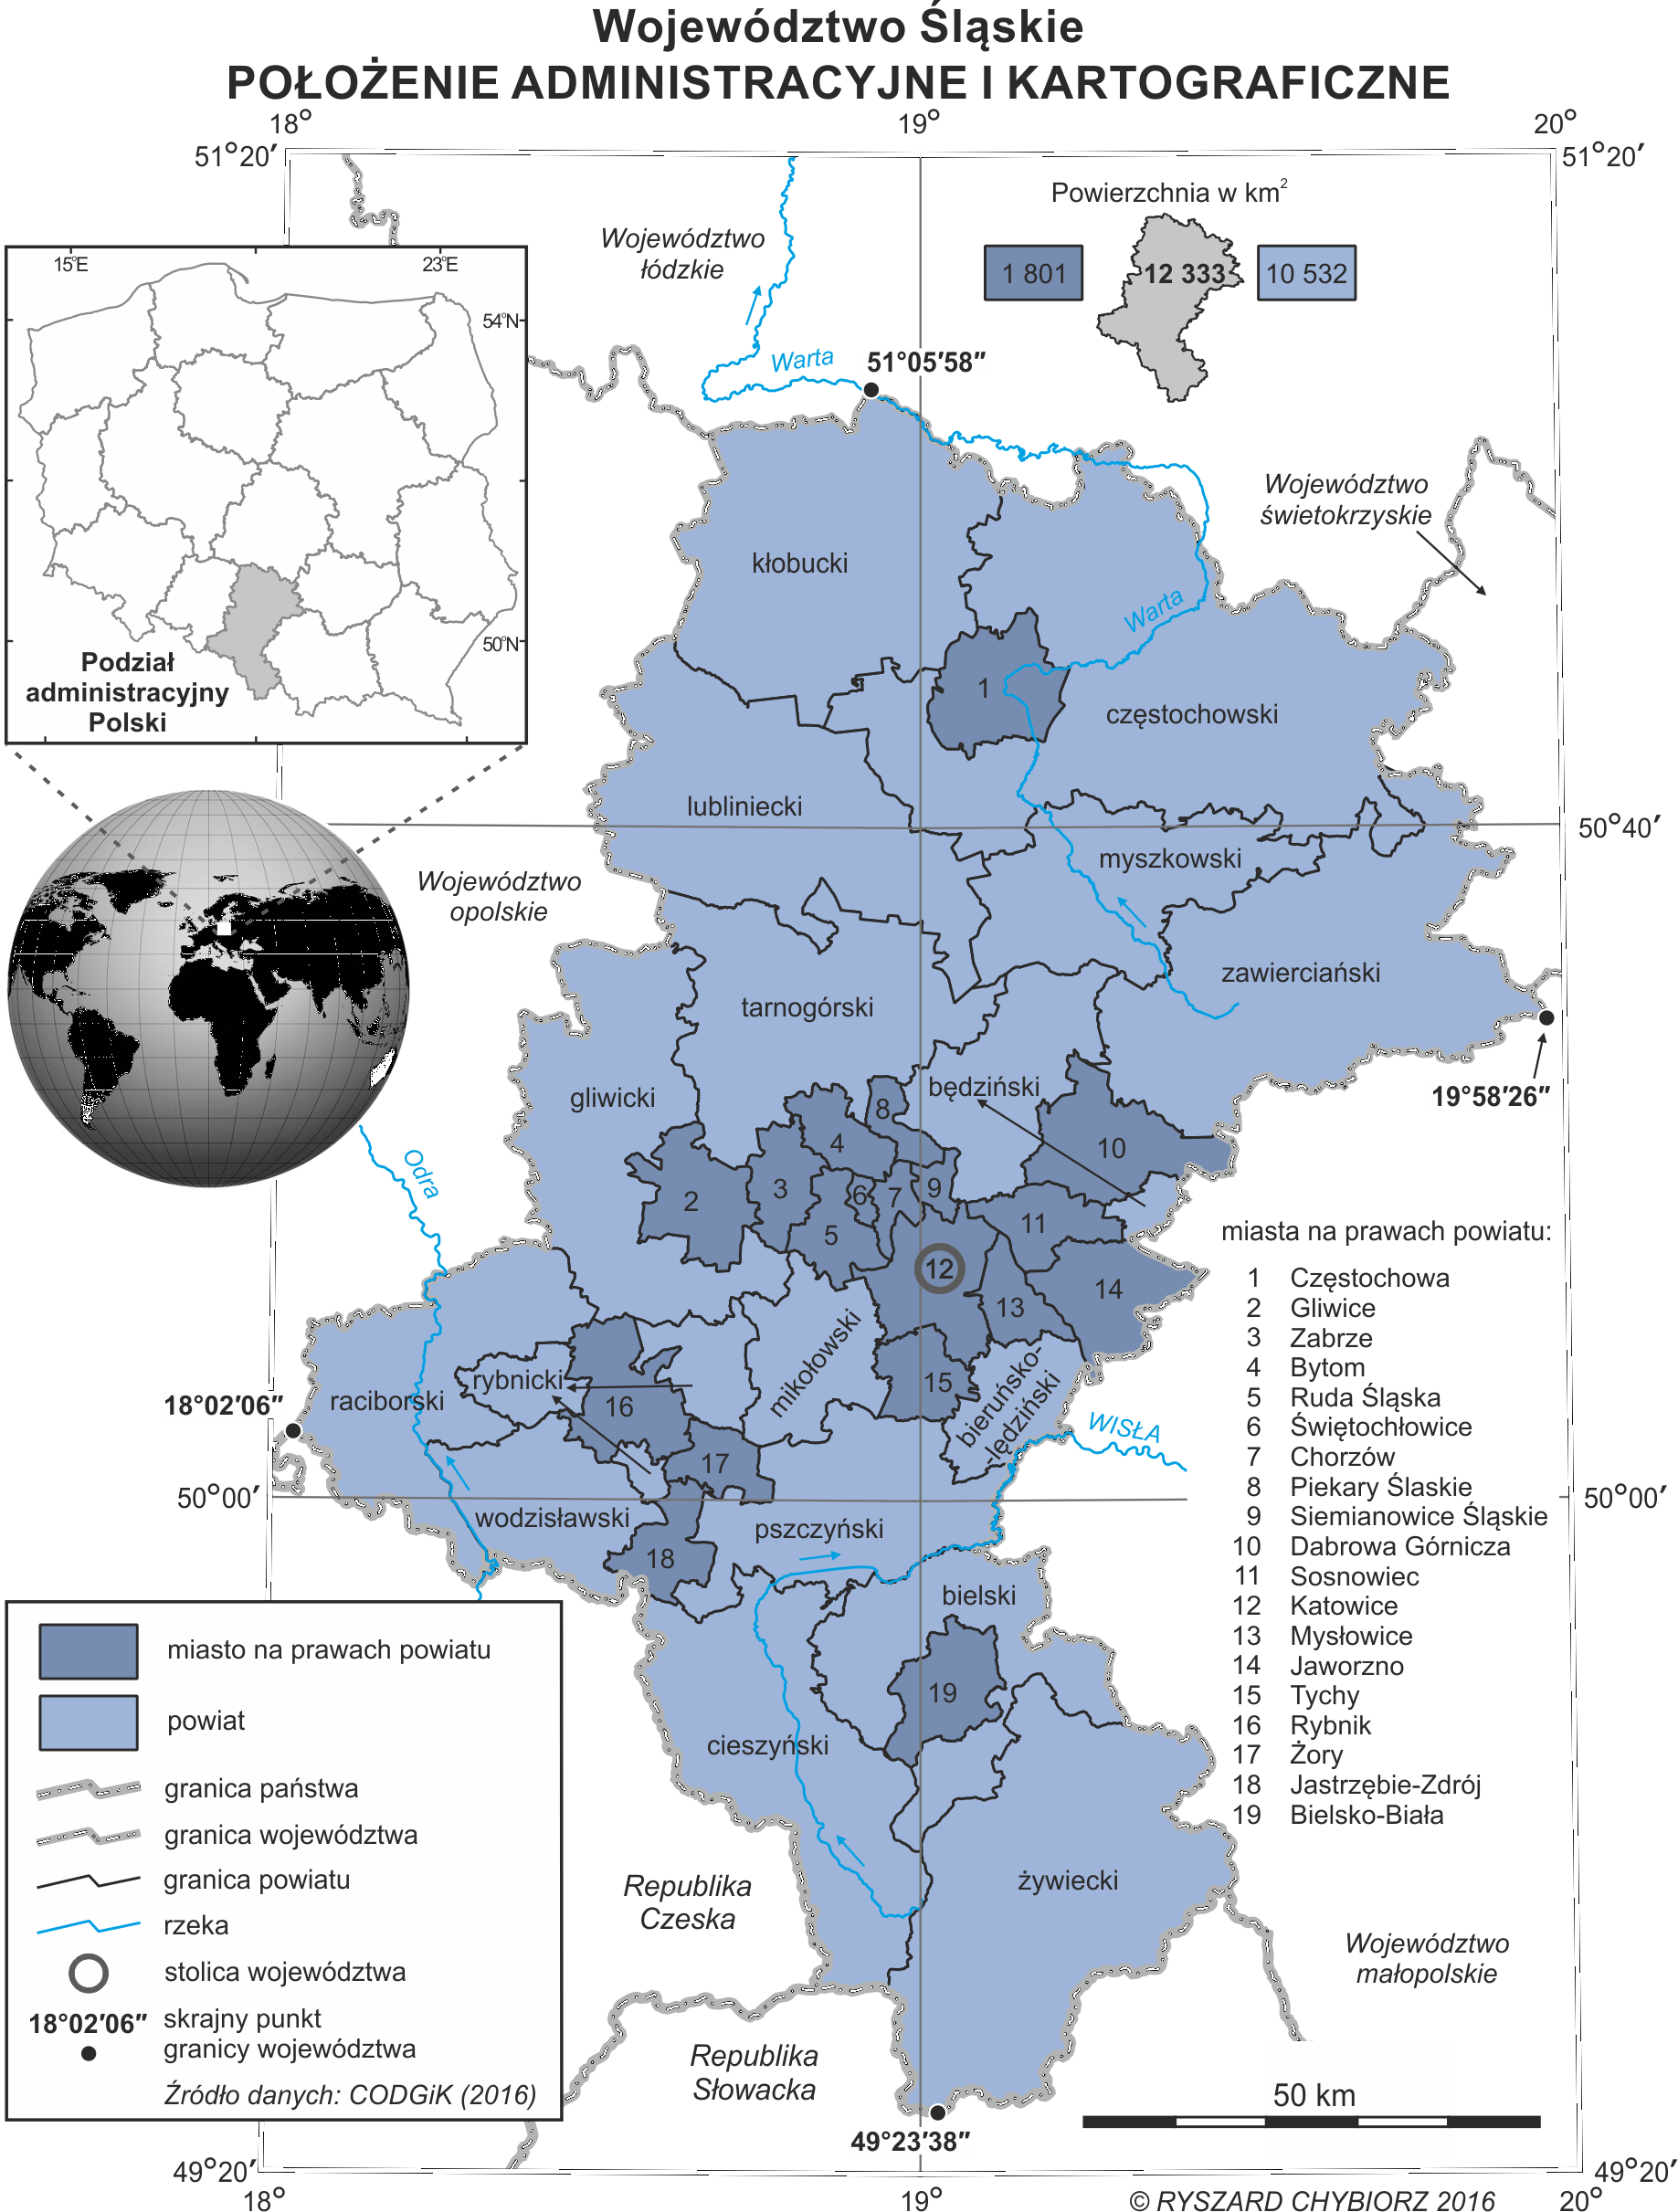 Województwo Śląskie
POŁOŻENIE ADMINISTRACYJNE I KARTOGRAFICZNE
18° 19° 20°
51°20′ 51°20′
Powierzchnia w km²
1 801 12 333 10 532
Województwo
łódzkie
15°E 23°E
54°N
50°N
Podział
administracyjny
Polski
Warta
51°05′58″
Województwo
świetokrzyskie
kłobucki
Warta
1
częstochowski
lubliniecki
50°40′
myszkowski
Województwo
opolskie
zawierciański
tarnogórski
19°58′26″
będziński
gliwicki
8
4
10
Odra
2
3
6
7
9
5
11
12
14
13
mikołowski
15
bieruńsko-
-lędziński
rybnicki
raciborski
16
18°02′06″
WISŁA
17
50°00′ 50°00′
wodzisławski
pszczyński
18
bielski
19
cieszyński
żywiecki
Republika
Czeska
Republika
Słowacka
Województwo
małopolskie
miasta na prawach powiatu:
1 Częstochowa
2 Gliwice
3 Zabrze
4 Bytom
5 Ruda Śląska
6 Świętochłowice
7 Chorzów
8 Piekary Ślaskie
9 Siemianowice Śląskie
10 Dabrowa Górnicza
11 Sosnowiec
12 Katowice
13 Mysłowice
14 Jaworzno
15 Tychy
16 Rybnik
17 Żory
18 Jastrzębie-Zdrój
19 Bielsko-Biała
miasto na prawach powiatu
powiat
granica państwa
granica województwa
granica powiatu
rzeka
stolica województwa
18°02′06″ skrajny punkt
granicy województwa
Źródło danych: CODGiK (2016)
50 km
49°23′38″
49°20′ 49°20′
18° 19° 20°
© RYSZARD CHYBIORZ 2016